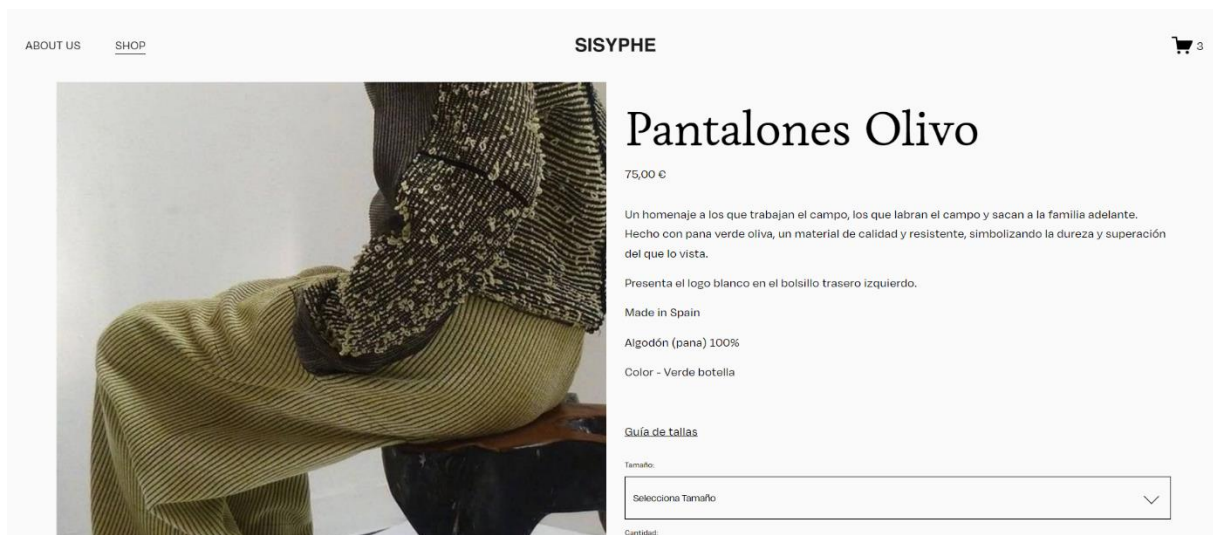 ABOUT US
SHOP
SISYPHE
3
Pantalones Olivo
75,00 €
Un homenaje a los que trabajan el campo, los que labran el campo y sacan a la familia adelante.
Hecho con pana verde oliva, un material de calidad y resistente, simbolizando la dureza y superación
del que lo vista.
Presenta el logo blanco en el bolsillo trasero izquierdo.
Made in Spain
Algodón (pana) 100%
Color - Verde botella
Guía de tallas
Tamaño:
Selecciona Tamaño
Cantidad: